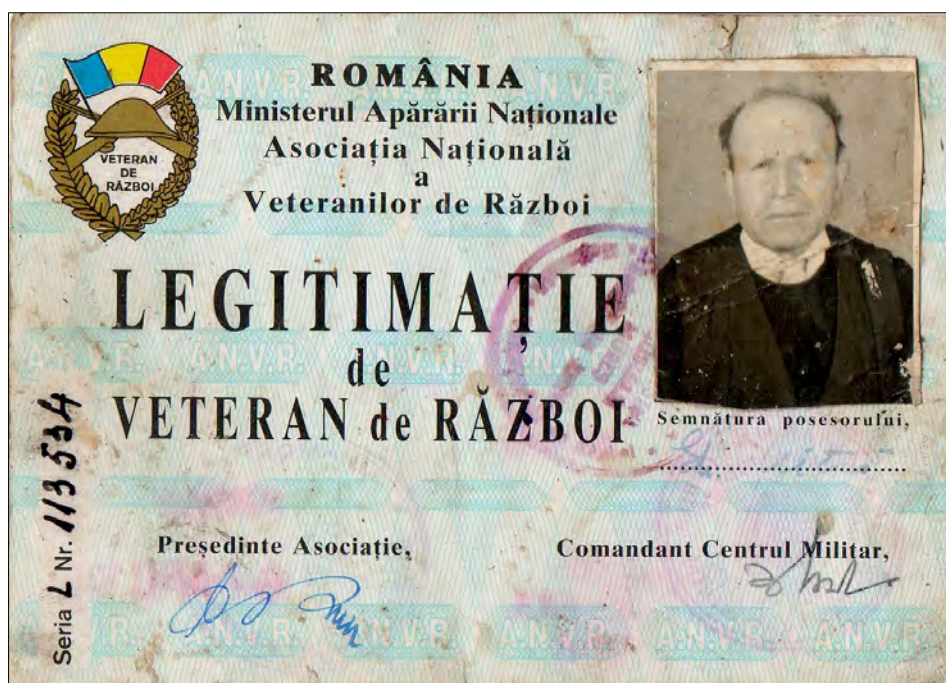 VETERAN
DE
RĂZBOI
ROMÂNIA
Ministerul Apărării Naționale
Asociația Națională
a
Veteranilor de Război
LEGITIMAȚIE
de
VETERAN de RĂZBOI
Semnătura posesorului,
Președinte Asociație,
Comandant Centrul Militar,
Seria L Nr. 113534
A.N.V.R. A.N.V.R. A.N.V.R. A.N.V.R.